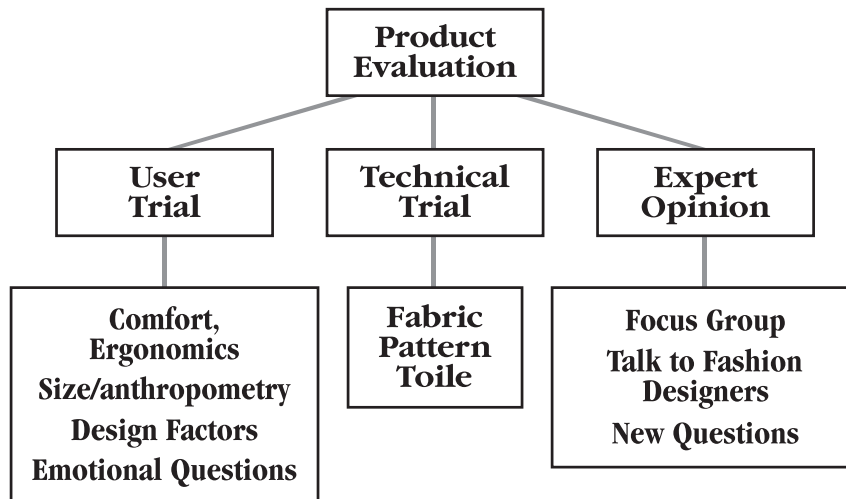 Product
Evaluation
User
Trial
Technical
Trial
Expert
Opinion
Comfort,
Ergonomics
Size/anthropometry
Design Factors
Emotional Questions
Fabric
Pattern
Toile
Focus Group
Talk to Fashion
Designers
New Questions